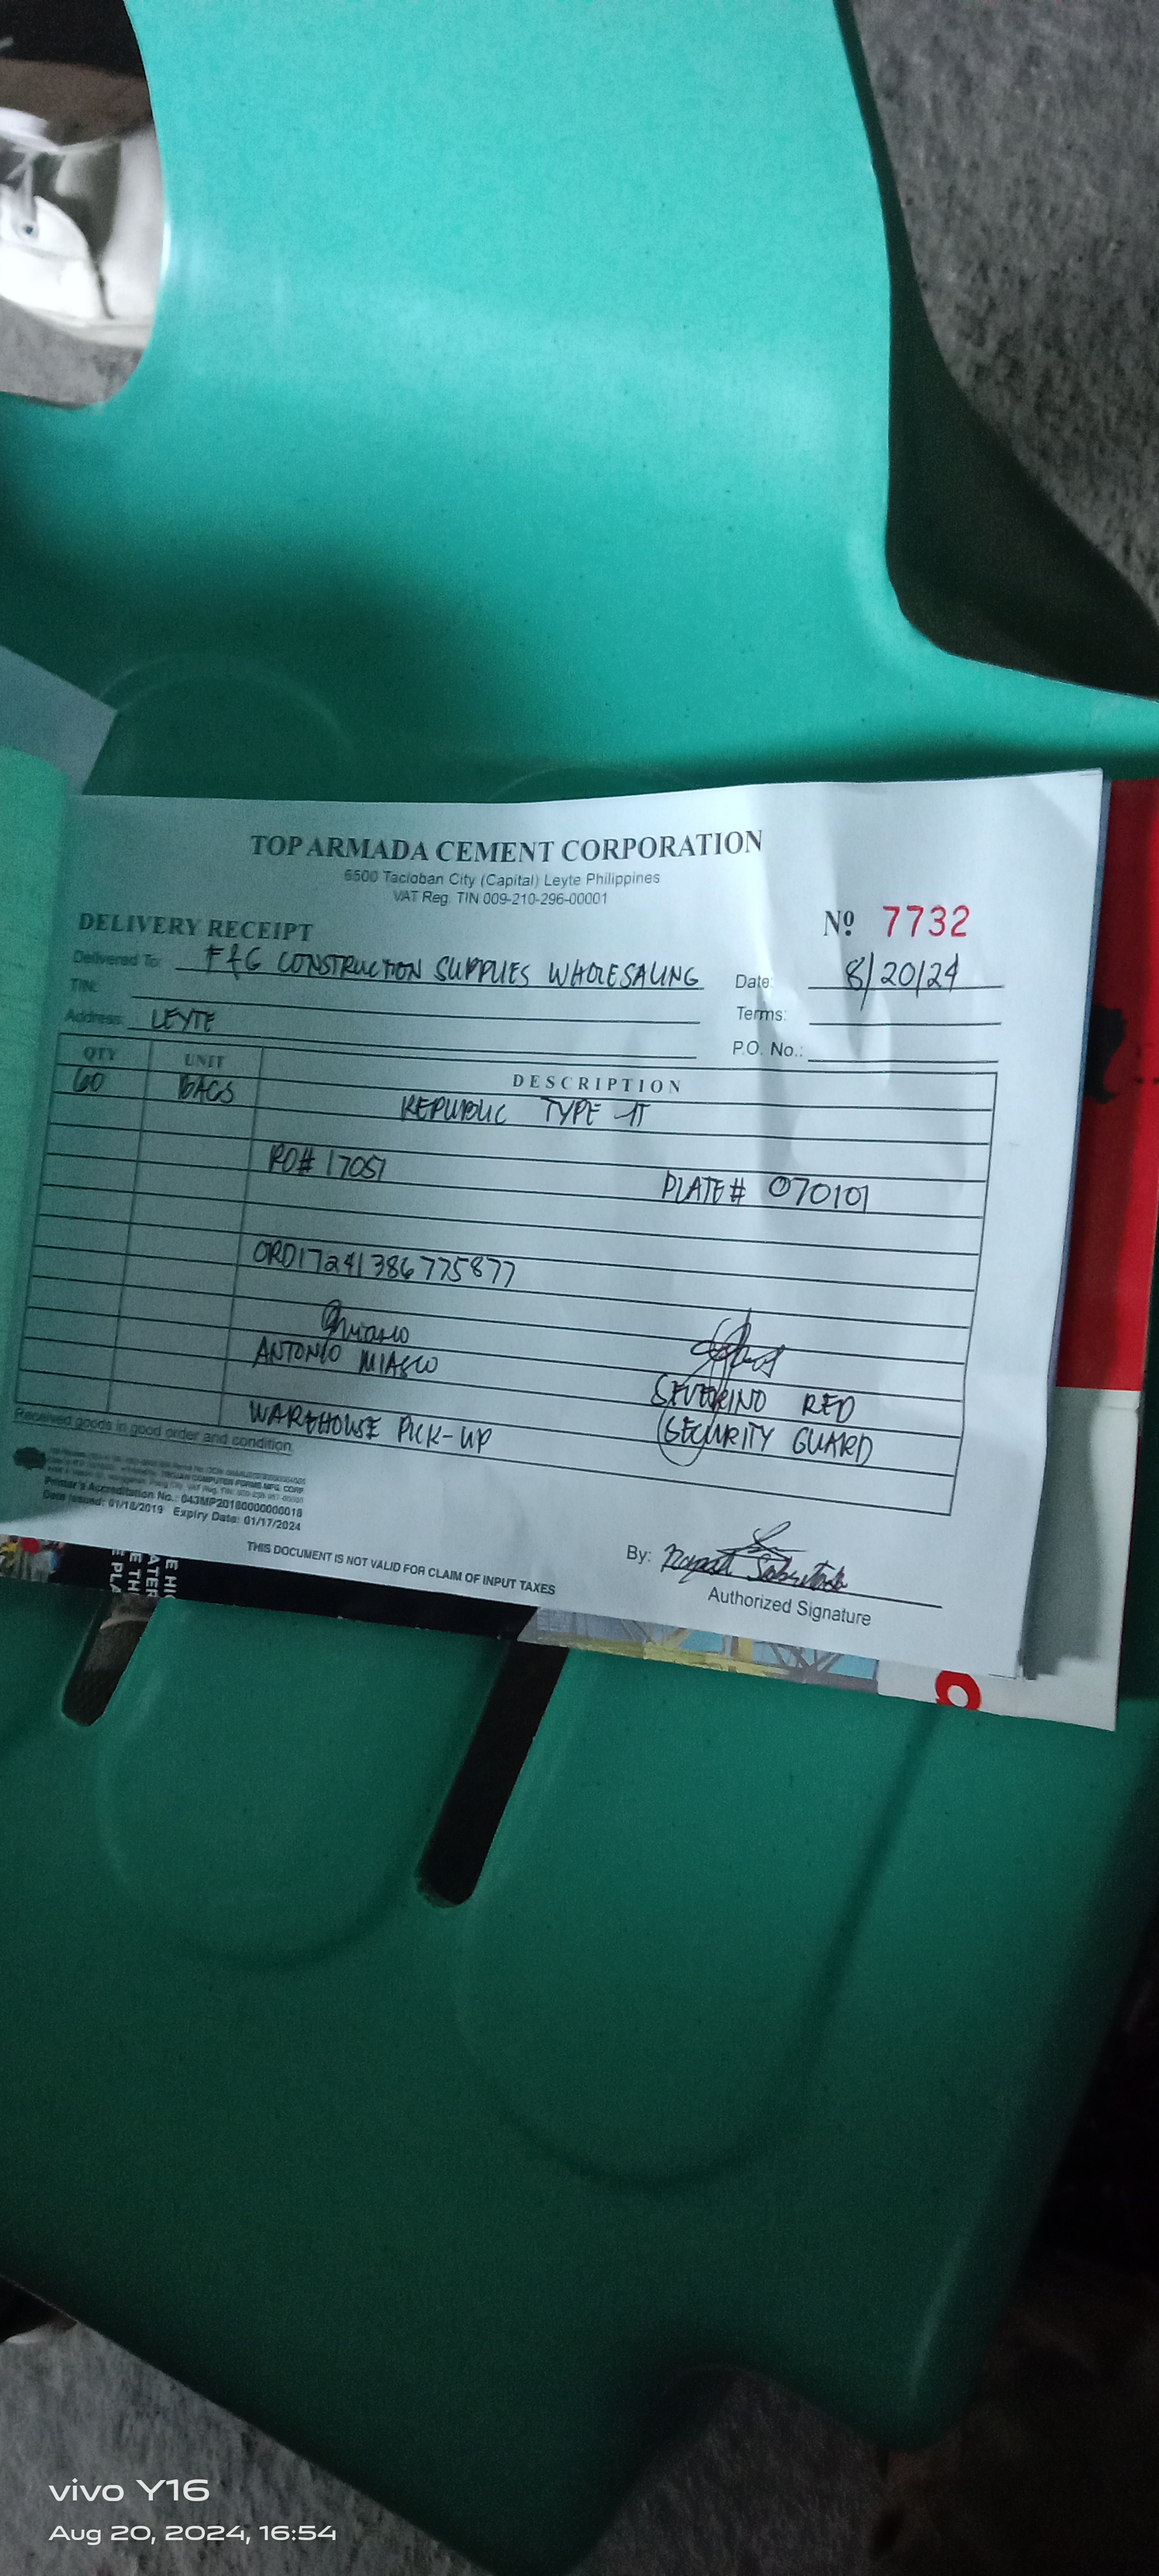 TOP ARMADA CEMENT CORPORATION
6500 Tacloban City (Capital) Leyte Philippines
VAT Reg. TIN 009-210-296-00001
DELIVERY RECEIPT
Nº 7732
Delivered To: F&G CONSTRUCTION SUPPLIES WHOLESALING
Date: 8/20/24
TIN:
Terms:
Address: LEYTE
P.O. No.:
QTY UNIT DESCRIPTION
60 BAGS REPUBLIC TYPE 1T
RO# 17051 PLATE# 070101
ORD17241386775877
ANTONIO MIASCO SEVERINO RED
WAREHOUSE PICK-UP SECURITY GUARD
Received goods in good order and condition.
Printer's Accreditation No.: 043MP20180000000018
Date Issued: 01/18/2019 Expiry Date: 01/17/2024
THIS DOCUMENT IS NOT VALID FOR CLAIM OF INPUT TAXES
By:
Authorized Signature
vivo Y16
Aug 20, 2024, 16:54